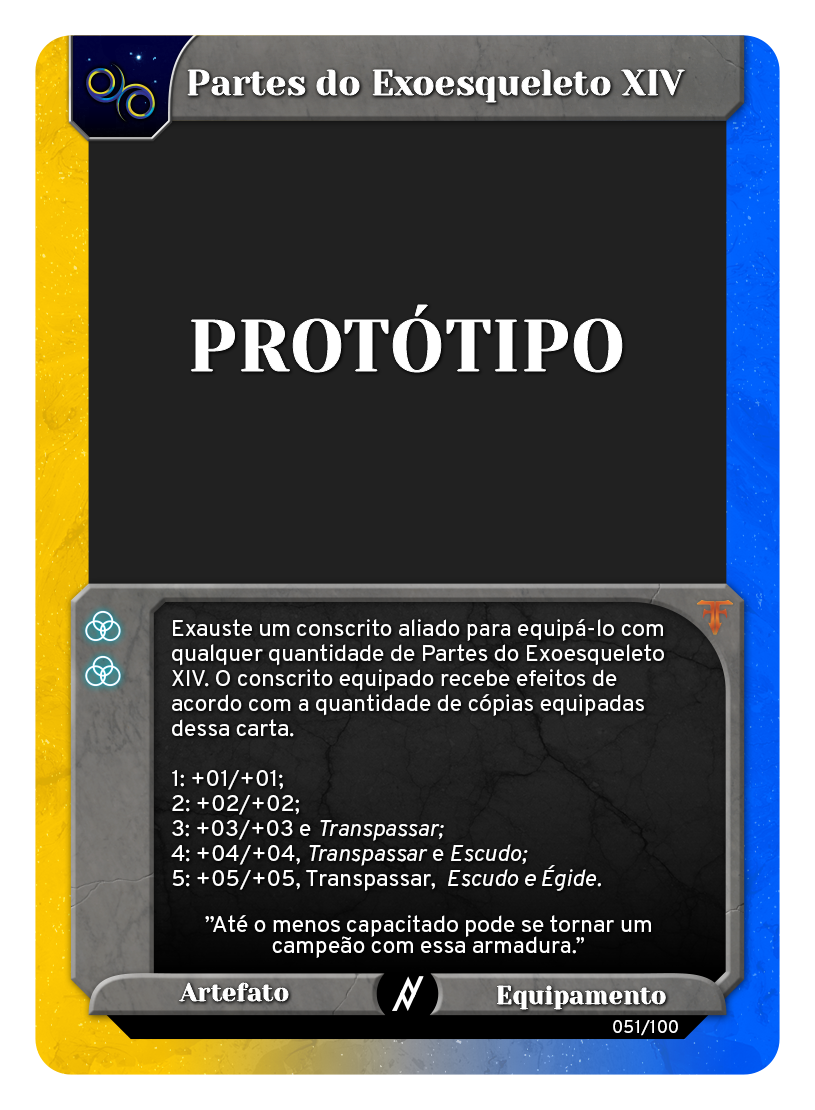 Partes do Exoesqueleto XIV
PROTÓTIPO
Exauste um conscrito aliado para equipá-lo com
qualquer quantidade de Partes do Exoesqueleto
XIV. O conscrito equipado recebe efeitos de
acordo com a quantidade de cópias equipadas
dessa carta.
1: +01/+01;
2: +02/+02;
3: +03/+03 e Transpassar;
4: +04/+04, Transpassar e Escudo;
5: +05/+05, Transpassar, Escudo e Égide.
”Até o menos capacitado pode se tornar um
campeão com essa armadura.”
Artefato
Equipamento
051/100